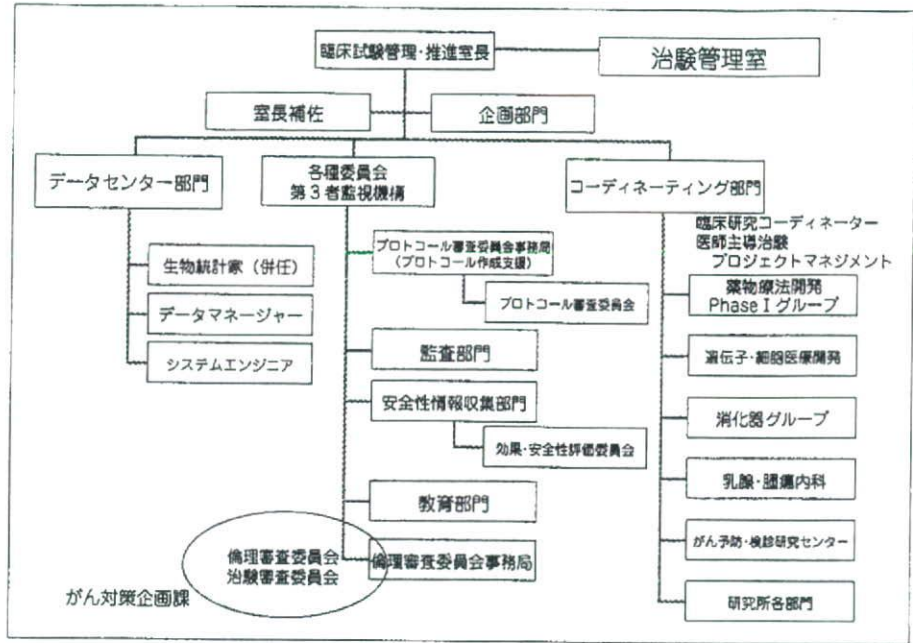 臨床試験管理・推進室長
治験管理室
室長補佐
企画部門
データセンター部門
各種委員会
第3者監視機構
コーディネーティング部門
臨床研究コーディネーター
医師主導治験
プロジェクトマネジメント
生物統計家（併任）
データマネージャー
システムエンジニア
プロトコール審査委員会事務局
（プロトコール作成支援）
プロトコール審査委員会
監査部門
安全性情報収集部門
効果・安全性評価委員会
教育部門
倫理審査委員会事務局
倫理審査委員会
治験審査委員会
がん対策企画課
薬物療法開発
Phase Iグループ
遺伝子・細胞医療開発
消化器グループ
乳腺・腫瘍内科
がん予防・検診研究センター
研究所各部門